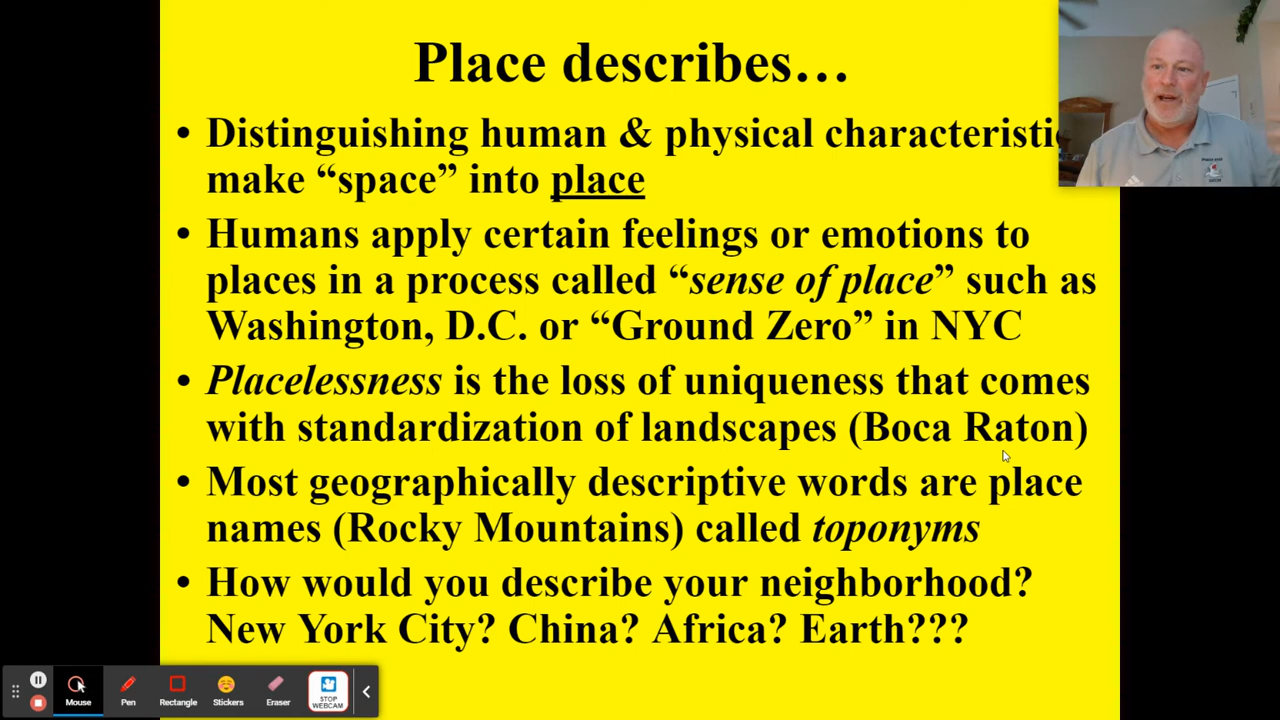 Place describes…
• Distinguishing human & physical characteristic
make “space” into place
• Humans apply certain feelings or emotions to
places in a process called “sense of place” such as
Washington, D.C. or “Ground Zero” in NYC
• Placelessness is the loss of uniqueness that comes
with standardization of landscapes (Boca Raton)
• Most geographically descriptive words are place
names (Rocky Mountains) called toponyms
• How would you describe your neighborhood?
New York City? China? Africa? Earth???
Mouse
Pen
Rectangle
Stickers
Eraser
STOP
WEBCAM